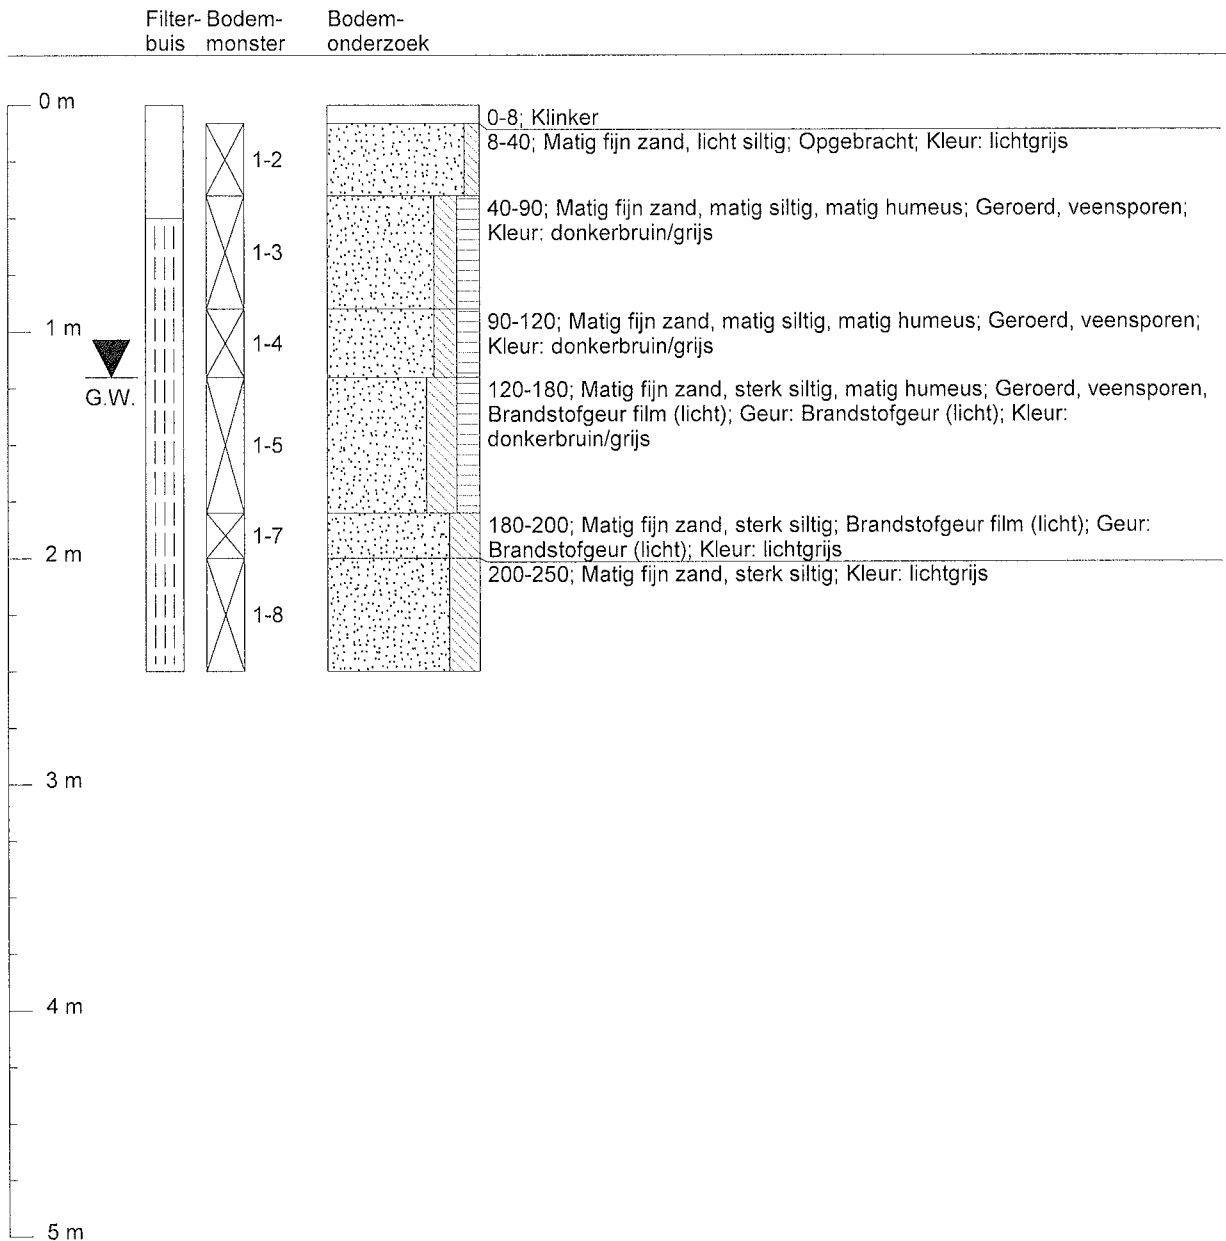 Filter- Bodem- Bodem-
buis monster onderzoek
0 m
0-8; Klinker
8-40; Matig fijn zand, licht siltig; Opgebracht; Kleur: lichtgrijs
1-2
40-90; Matig fijn zand, matig siltig, matig humeus; Geroerd, veensporen;
Kleur: donkerbruin/grijs
1-3
90-120; Matig fijn zand, matig siltig, matig humeus; Geroerd, veensporen;
Kleur: donkerbruin/grijs
1 m
1-4
G.W.
120-180; Matig fijn zand, sterk siltig, matig humeus; Geroerd, veensporen,
Brandstofgeur film (licht); Geur: Brandstofgeur (licht); Kleur:
donkerbruin/grijs
1-5
180-200; Matig fijn zand, sterk siltig; Brandstofgeur film (licht); Geur:
Brandstofgeur (licht); Kleur: lichtgrijs
1-7
2 m
200-250; Matig fijn zand, sterk siltig; Kleur: lichtgrijs
1-8
3 m
4 m
5 m